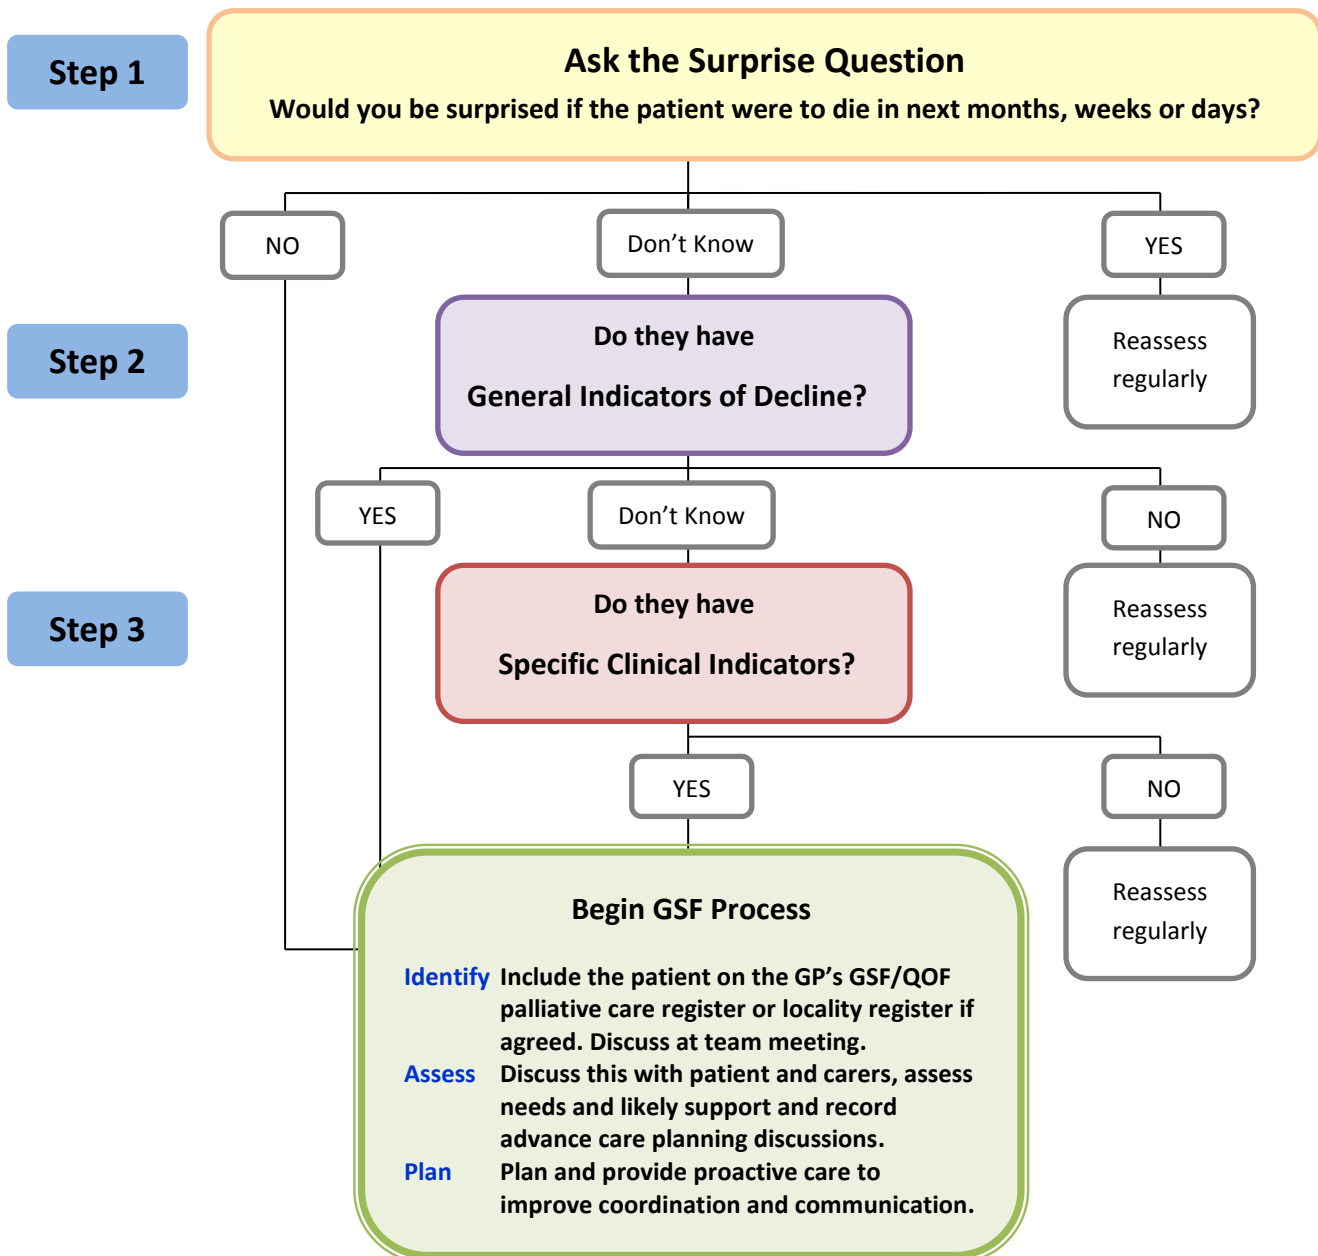 Step 1
Ask the Surprise Question
Would you be surprised if the patient were to die in next months, weeks or days?
NO
Don’t Know
YES
Step 2
Do they have
General Indicators of Decline?
Reassess
regularly
YES
Don’t Know
NO
Step 3
Do they have
Specific Clinical Indicators?
Reassess
regularly
YES
NO
Reassess
regularly
Begin GSF Process
Identify Include the patient on the GP’s GSF/QOF
palliative care register or locality register if
agreed. Discuss at team meeting.
Assess Discuss this with patient and carers, assess
needs and likely support and record
advance care planning discussions.
Plan Plan and provide proactive care to
improve coordination and communication.